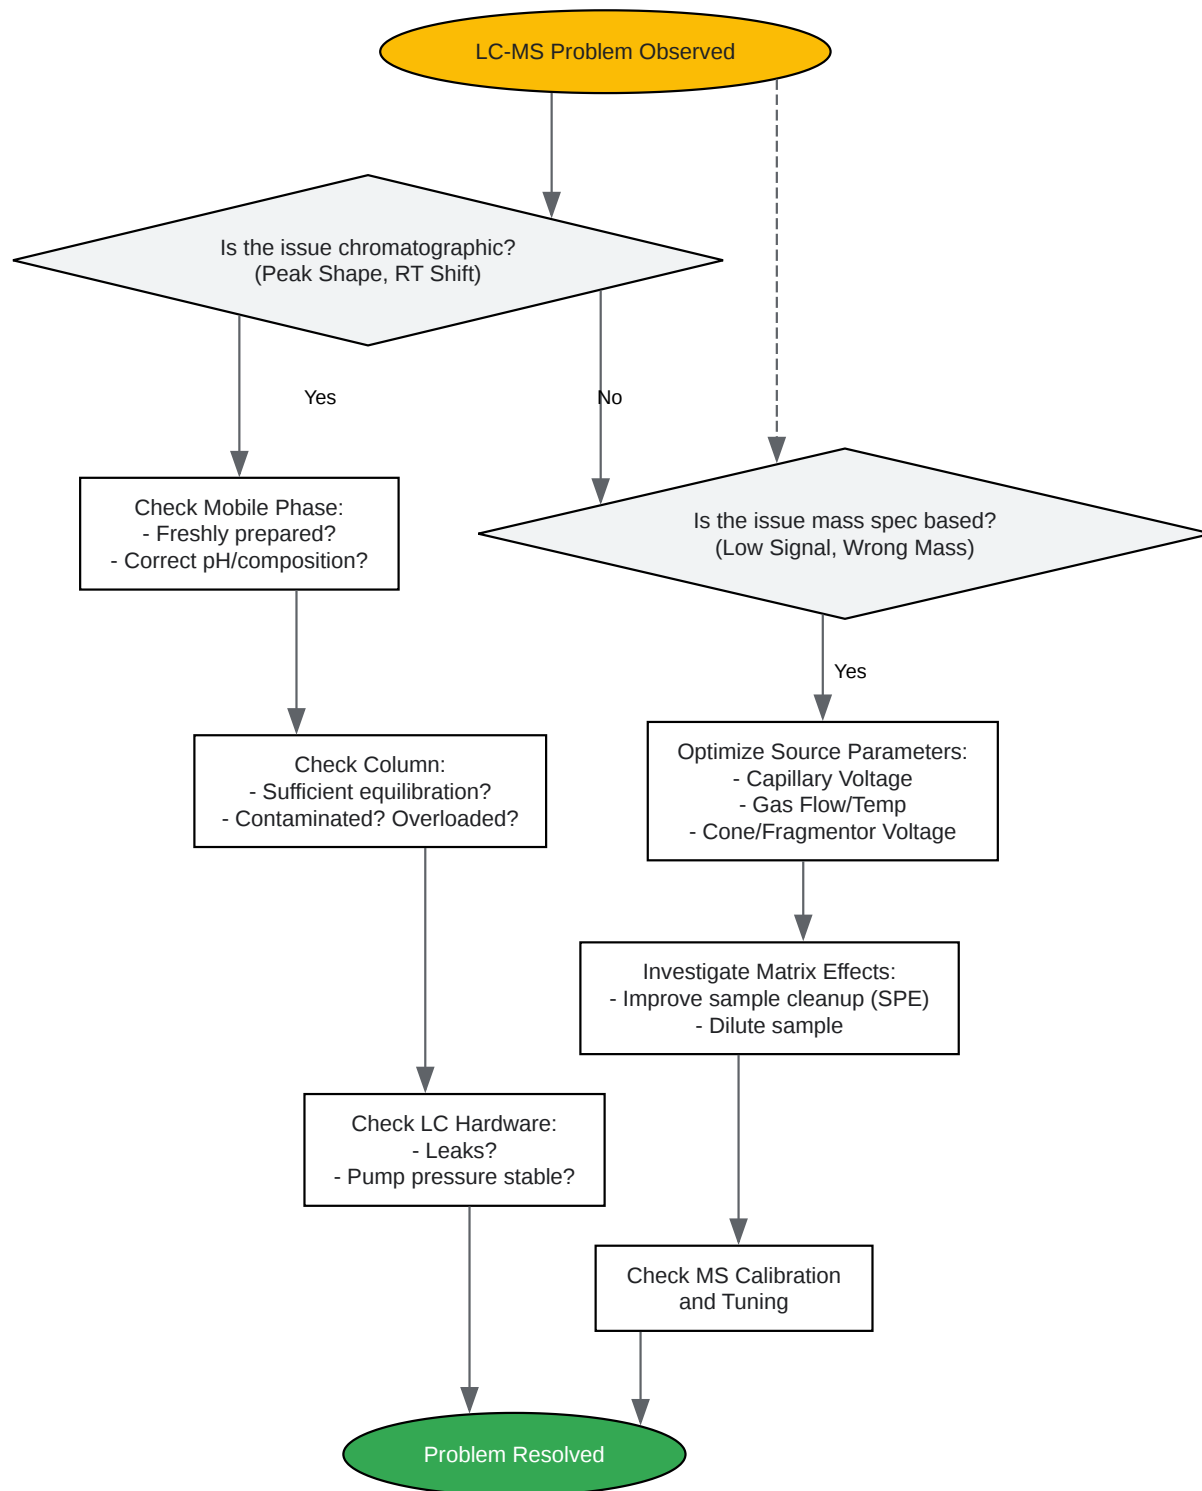 LC-MS Problem Observed
Is the issue chromatographic?
(Peak Shape, RT Shift)
Yes
No
Check Mobile Phase:
- Freshly prepared?
- Correct pH/composition?
Is the issue mass spec based?
(Low Signal, Wrong Mass)
Yes
Check Column:
- Sufficient equilibration?
- Contaminated? Overloaded?
Optimize Source Parameters:
- Capillary Voltage
- Gas Flow/Temp
- Cone/Fragmentor Voltage
Investigate Matrix Effects:
- Improve sample cleanup (SPE)
- Dilute sample
Check LC Hardware:
- Leaks?
- Pump pressure stable?
Check MS Calibration
and Tuning
Problem Resolved